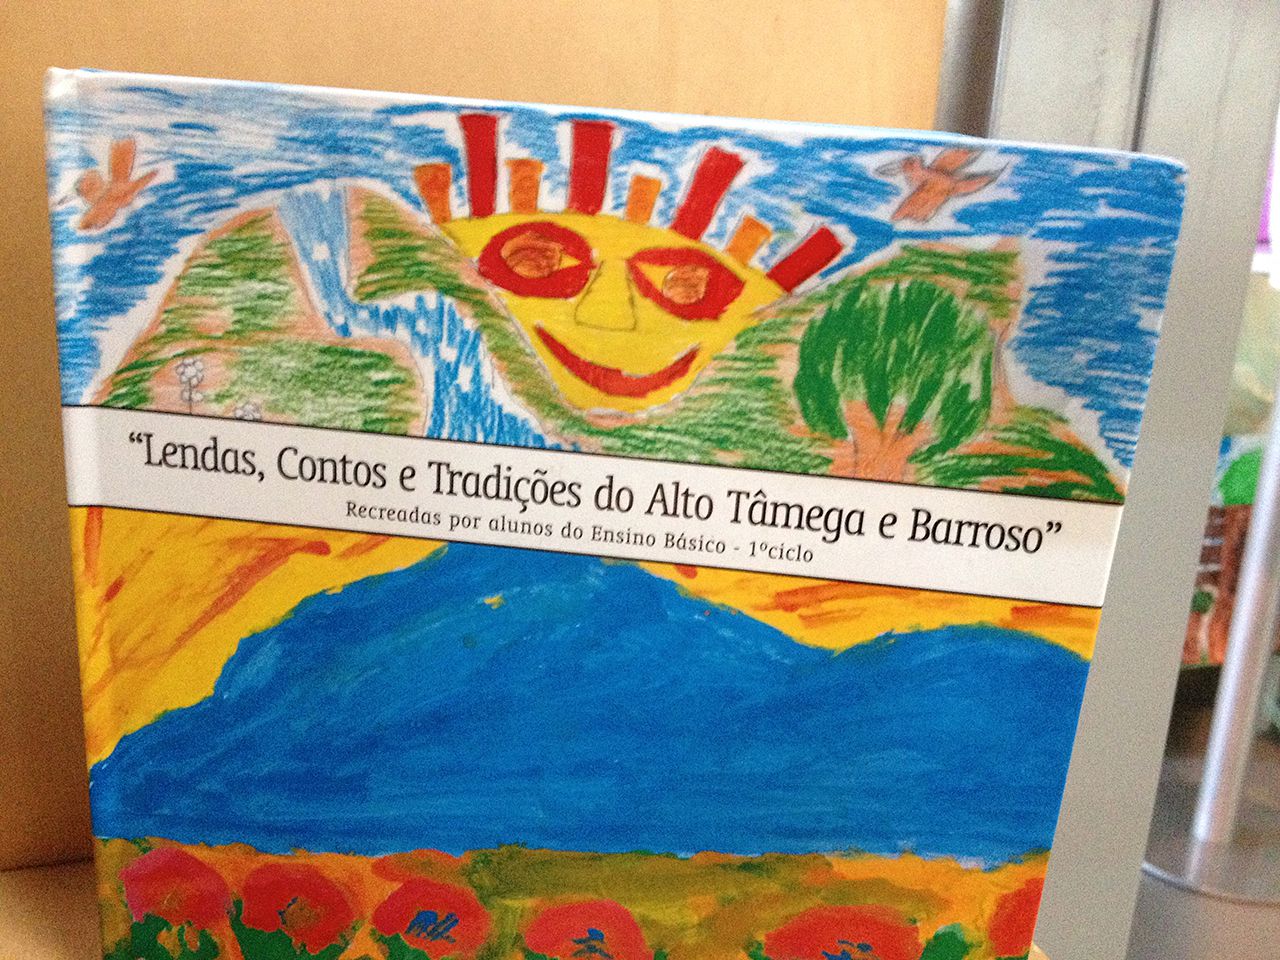 “Lendas, Contos e Tradições do Alto Tâmega e Barroso”
Recreadas por alunos do Ensino Básico - 1ºciclo